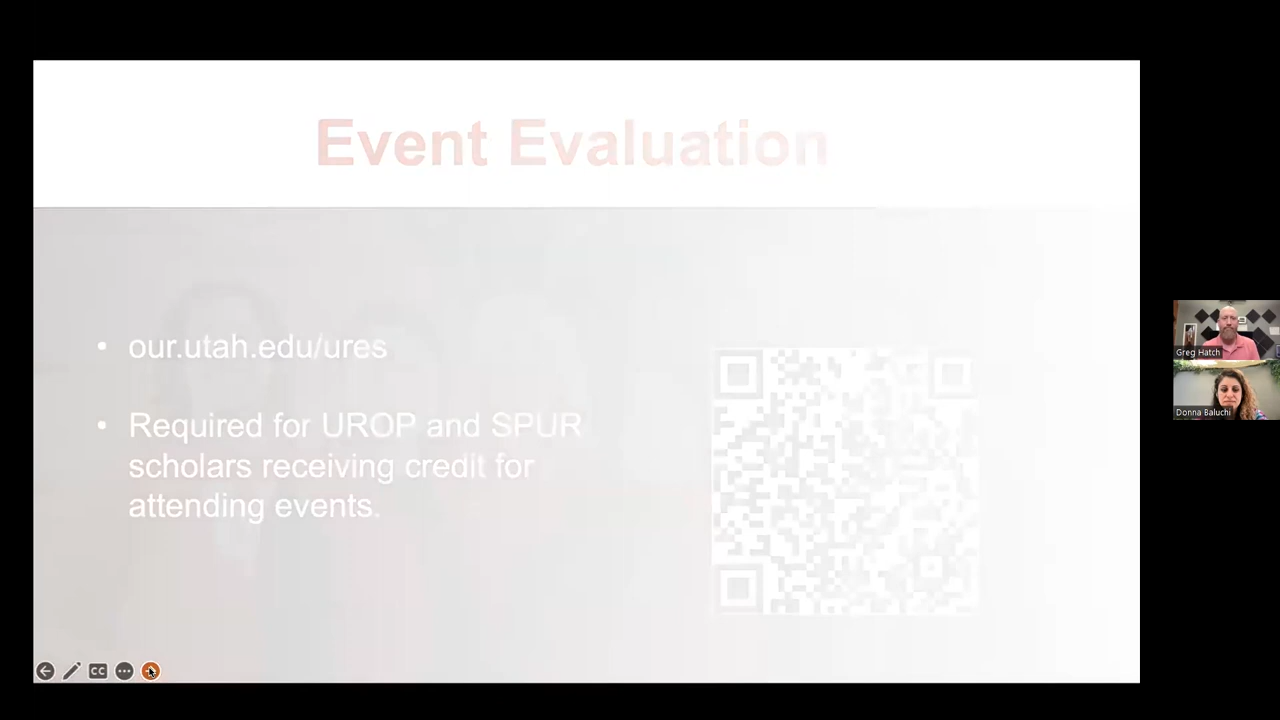 Event Evaluation
• our.utah.edu/ures
• Required for UROP and SPUR
scholars receiving credit for
attending events.
Greg Hatch
Donna Baluchi
CC